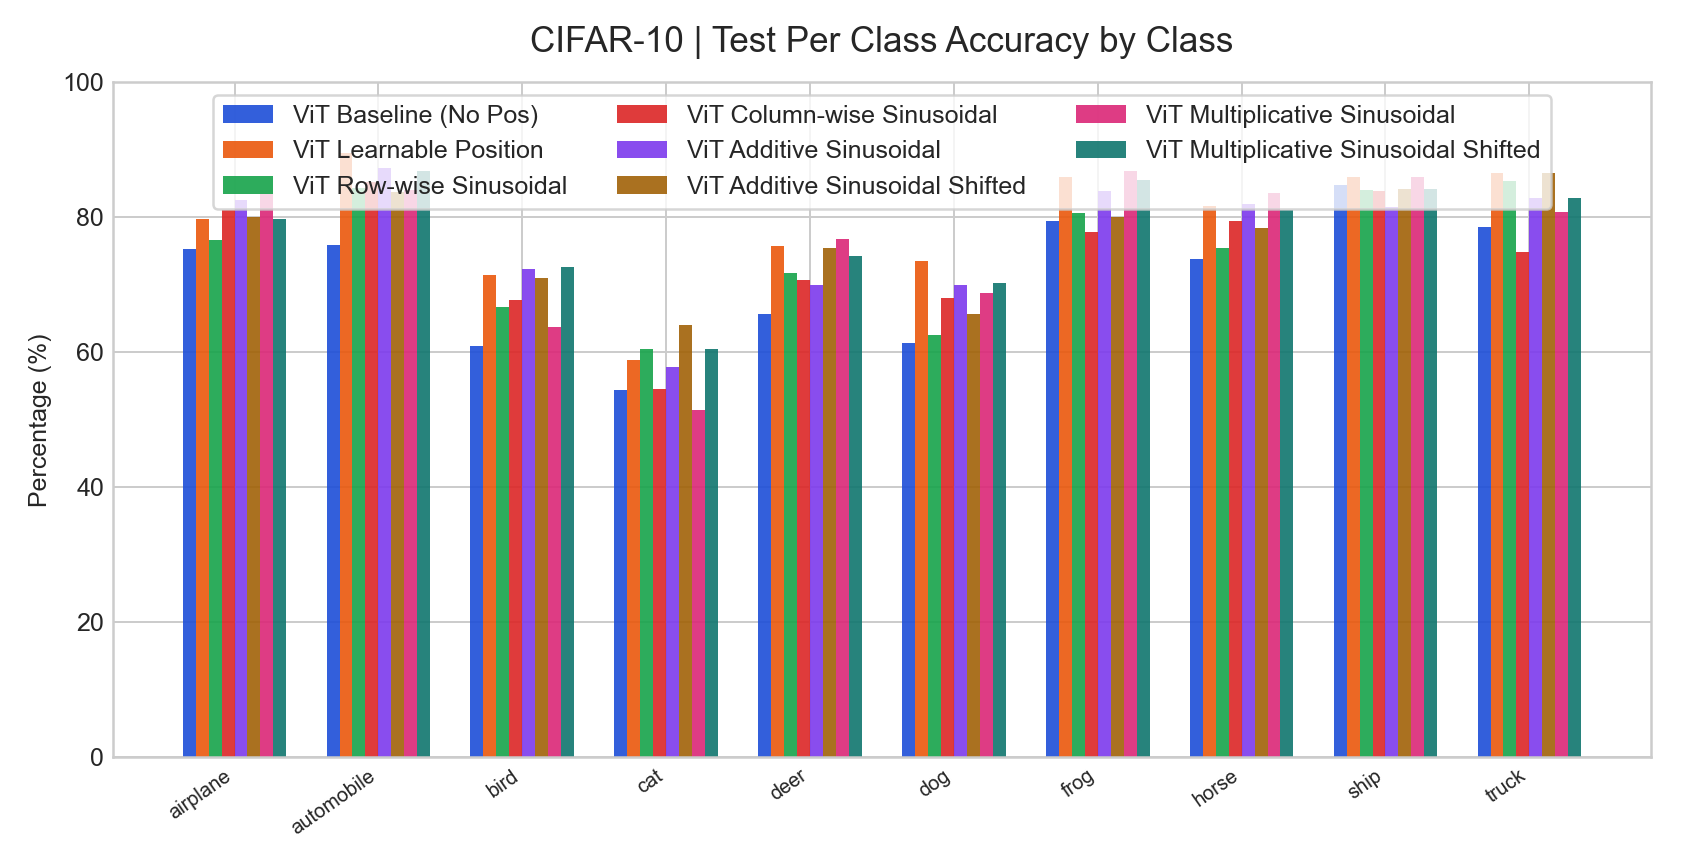 CIFAR-10 | Test Per Class Accuracy by Class
ViT Baseline (No Pos)
ViT Learnable Position
ViT Row-wise Sinusoidal
ViT Column-wise Sinusoidal
ViT Additive Sinusoidal
ViT Additive Sinusoidal Shifted
ViT Multiplicative Sinusoidal
ViT Multiplicative Sinusoidal Shifted
Percentage (%)
100
80
60
40
20
0
airplane
automobile
bird
cat
deer
dog
frog
horse
ship
truck